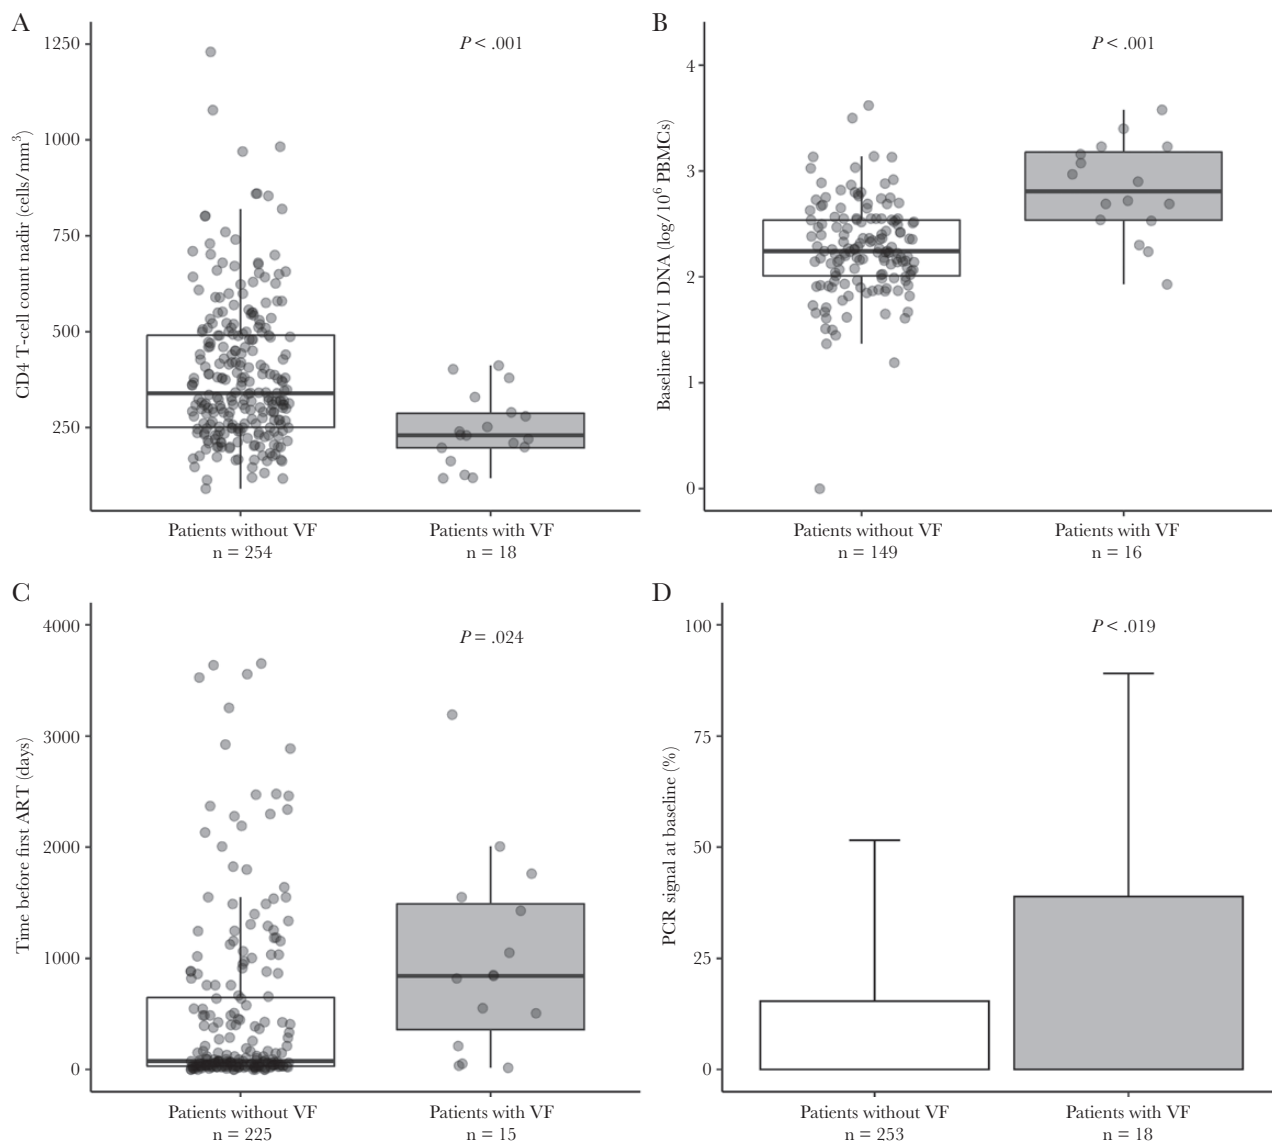 A
CD4 T-cell count nadir (cells/mm³)
1250
1000
750
500
250
P < .001
Patients without VF
n = 254
Patients with VF
n = 18
B
Baseline HIV1 DNA (log/10⁶ PBMCs)
4
3
2
1
0
P < .001
Patients without VF
n = 149
Patients with VF
n = 16
C
Time before first ART (days)
4000
3000
2000
1000
0
P = .024
Patients without VF
n = 225
Patients with VF
n = 15
D
PCR signal at baseline (%)
100
75
50
25
0
P < .019
Patients without VF
n = 253
Patients with VF
n = 18